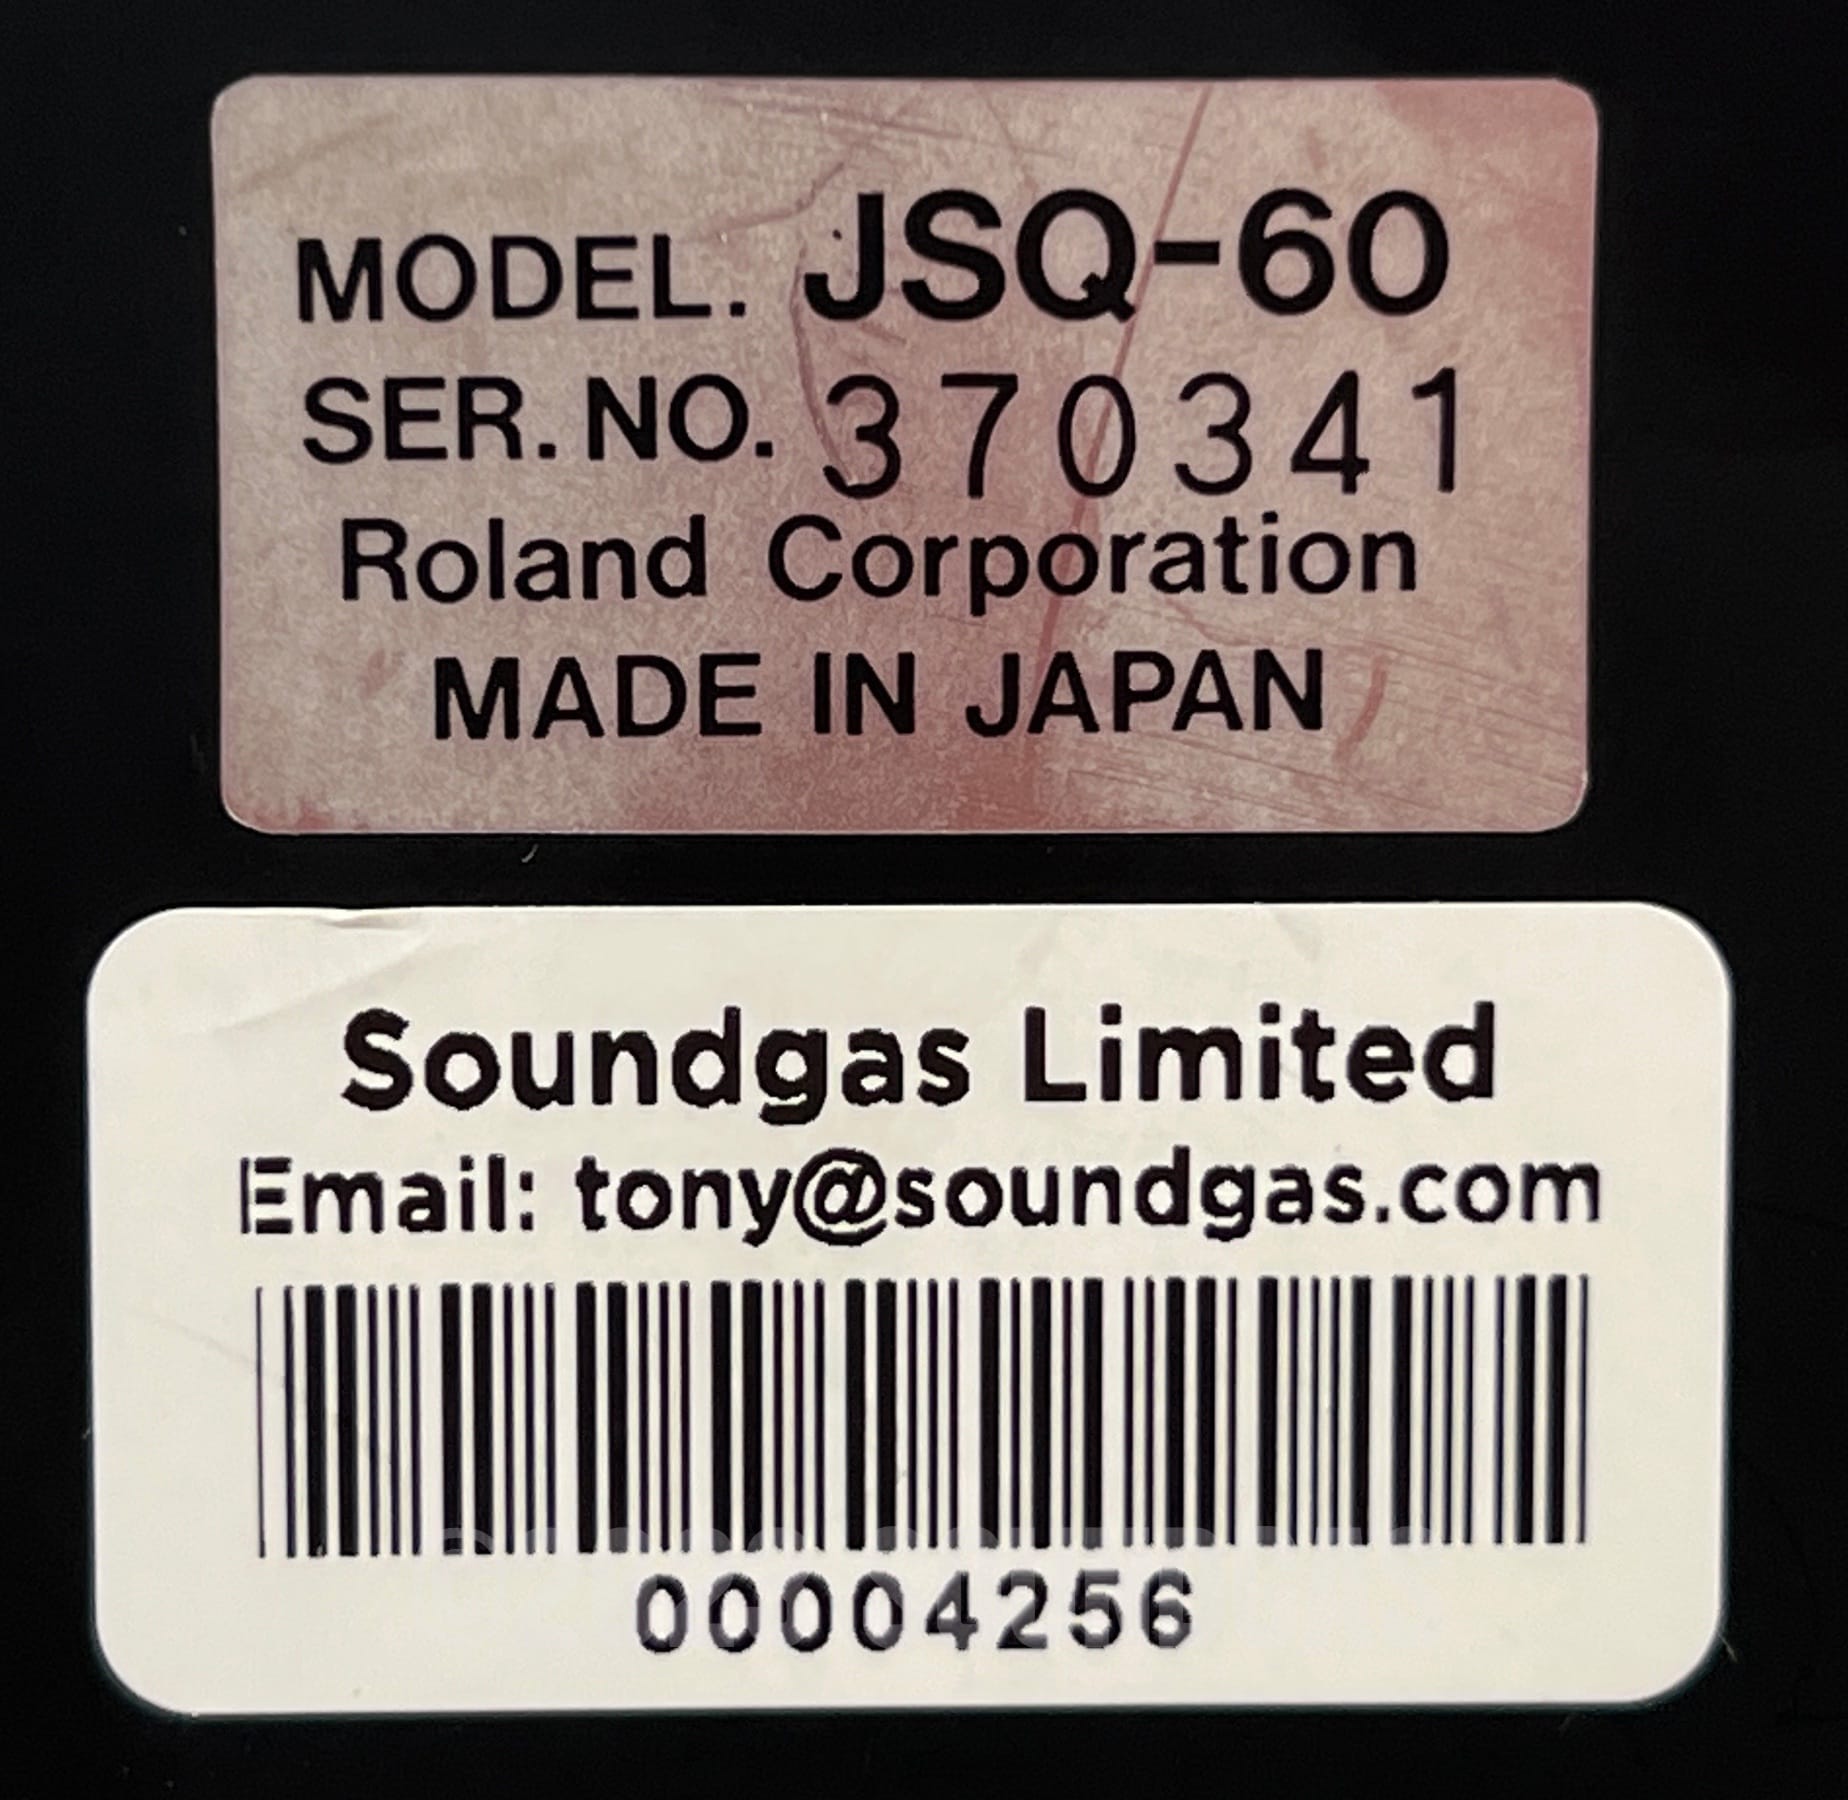 MODEL. JSQ-60
SER. NO. 370341
Roland Corporation
MADE IN JAPAN
Soundgas Limited
Email: tony@soundgas.com
00004256